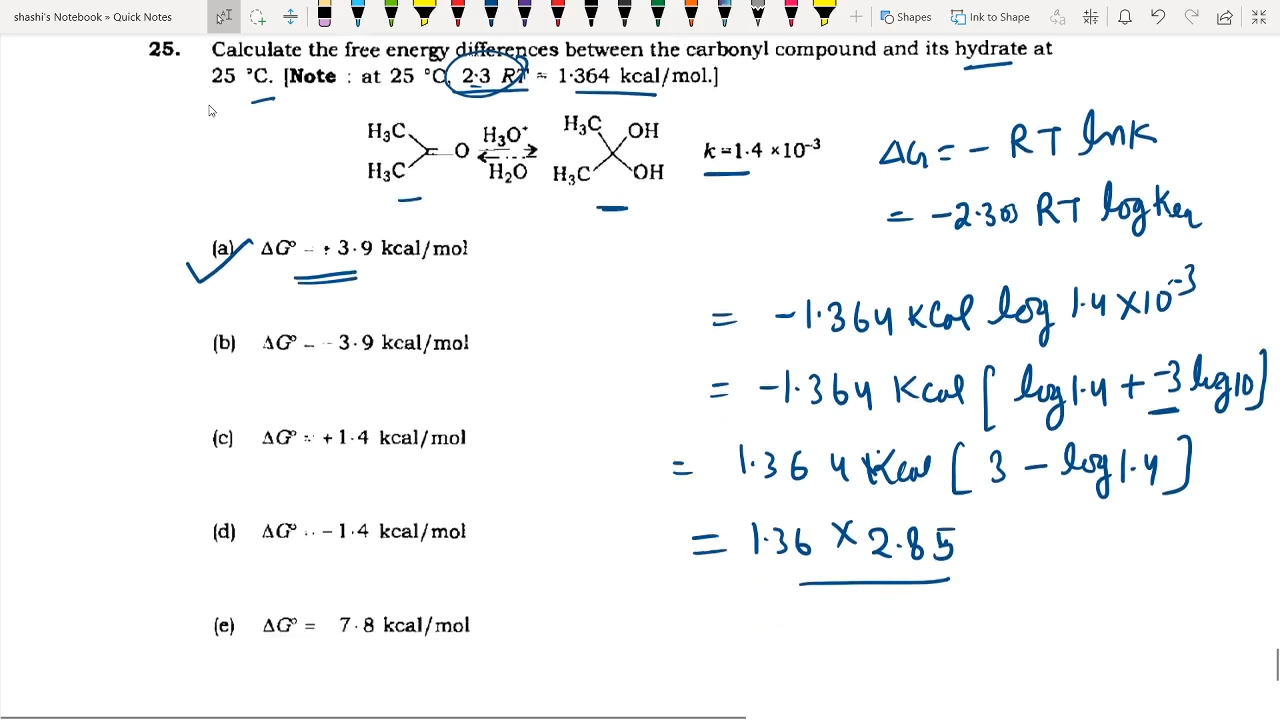 shashi's Notebook » Quick Notes
Shapes
Ink to Shape
25. Calculate the free energy differences between the carbonyl compound and its hydrate at
25 °C. [Note : at 25 °C, 2·3 RT = 1·364 kcal/mol.]
H₃C
H₃C
O
H₃O⁺
H₂O
H₃C
OH
H₃C
OH
k = 1·4 × 10⁻³
ΔG = - RT lnK
= -2.303 RT log Keq
(a) ΔG° = + 3·9 kcal/mol
= -1.364 KCal log 1.4 × 10⁻³
(b) ΔG° = - 3·9 kcal/mol
= -1.364 KCal [ log 1.4 + -3 log 10 ]
(c) ΔG° = + 1·4 kcal/mol
= 1.364 KCal [ 3 - log 1.4 ]
(d) ΔG° = - 1·4 kcal/mol
= 1.36 × 2.85
(e) ΔG° = 7·8 kcal/mol